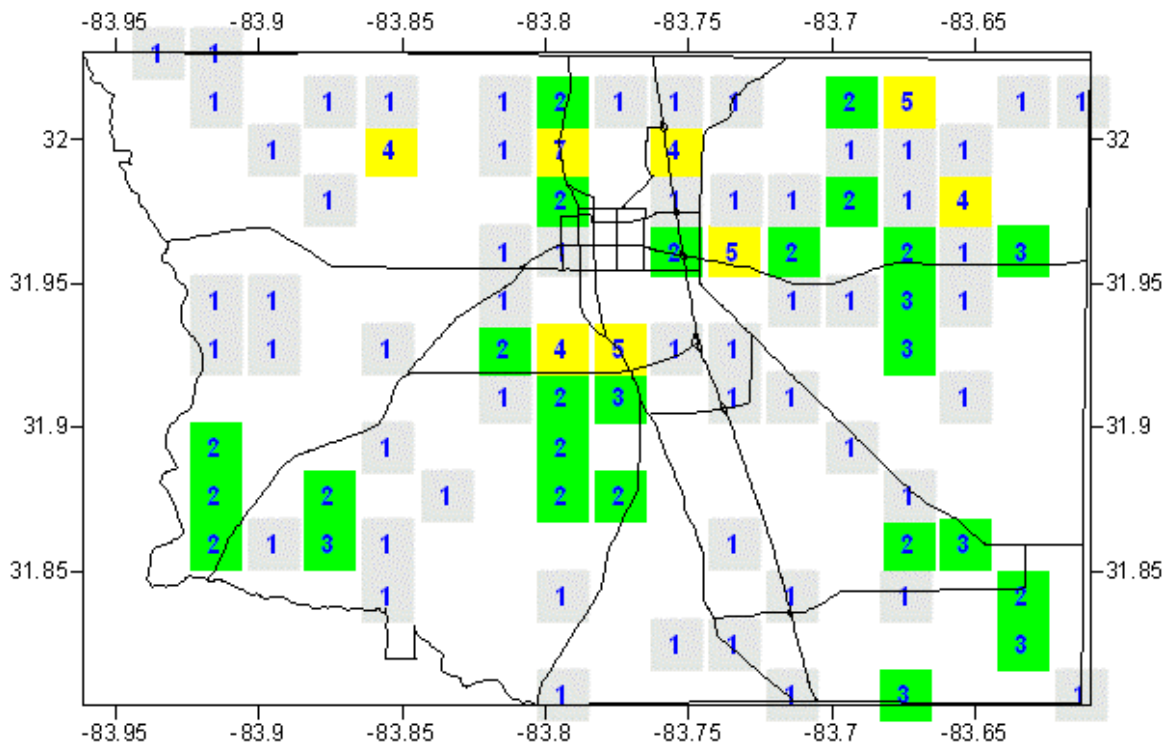 -83.95 -83.9 -83.85 -83.8 -83.75 -83.7 -83.65
1 1
1 1 1 1 2 1 1 1 2 5 1 1
32 1 4 1 7 4 1 1 1 32
1 2 1 1 1 2 1 4
1 1 2 5 2 2 1 3
31.95 1 1 1 1 1 3 1 31.95
1 1 1 2 4 5 1 1 3
1 2 3 1 1 1
31.9 31.9
2 1 2 1
2 2 1 2 2 1
2 1 3 1 1 2 3
31.85 31.85
1 1 1 1 2
1 1 3
1 1 3 1
-83.95 -83.9 -83.85 -83.8 -83.75 -83.7 -83.65